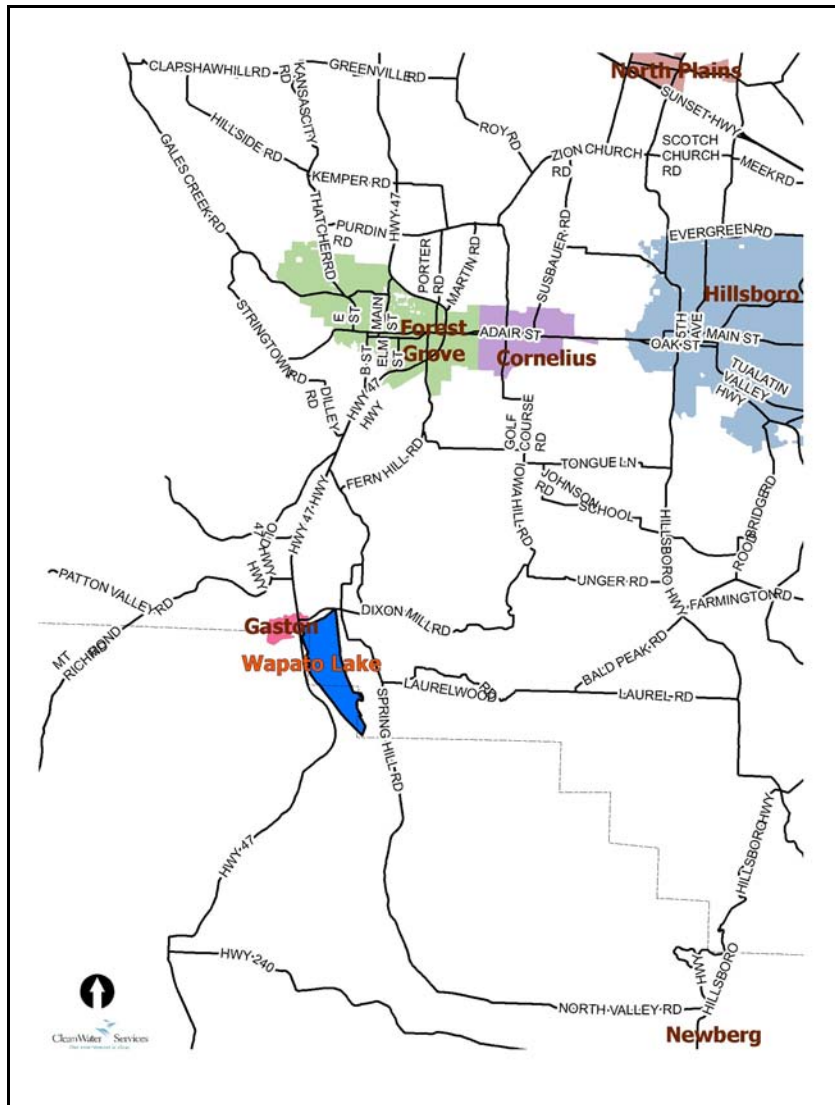 North Plains
CLAPSHAWHILL RD
KANSASCITY
RD
GREENVILLE RD
SUNSET HWY
HILLSIDE RD
ROY RD
ZION CHURCH
RD
SCOTCH
CHURCH
RD
MEEK RD
GALES CREEK RD
KEMPER RD
THATCHER RD
HWY 47
PURDIN
RD
PORTER
RD
MARTIN RD
SUSBAUER RD
EVERGREEN RD
Hillsboro
STRINGTOWN
RD
E
ST
MAIN
ST
Forest
Grove
ADAIR ST
Cornelius
5TH
AVE
MAIN ST
OAK ST
B ST
ELM
ST
TUALATIN
VALLEY
HWY
DILLEY
RD
HWY 47
HWY
GOLF
COURSE
RD
FERN HILL RD
TONGUE LN
IOWA HILL RD
JOHNSON
SCHOOL
RD
ROOD BRIDGE RD
HWY 47 HWY
OLD
47 HWY
HWY
HILLSBORO HWY
UNGER RD
PATTON VALLEY
RD
FARMINGTON RD
DIXON MILL RD
Gaston
Wapato Lake
MT
RICHMOND
RD
BALD PEAK RD
LAURELWOOD
RD
LAUREL RD
SPRING HILL RD
HWY 47
HILLSBORO HWY
HWY 240
HWY
HILLSBORO
NORTH VALLEY RD
Newberg
CleanWater Services